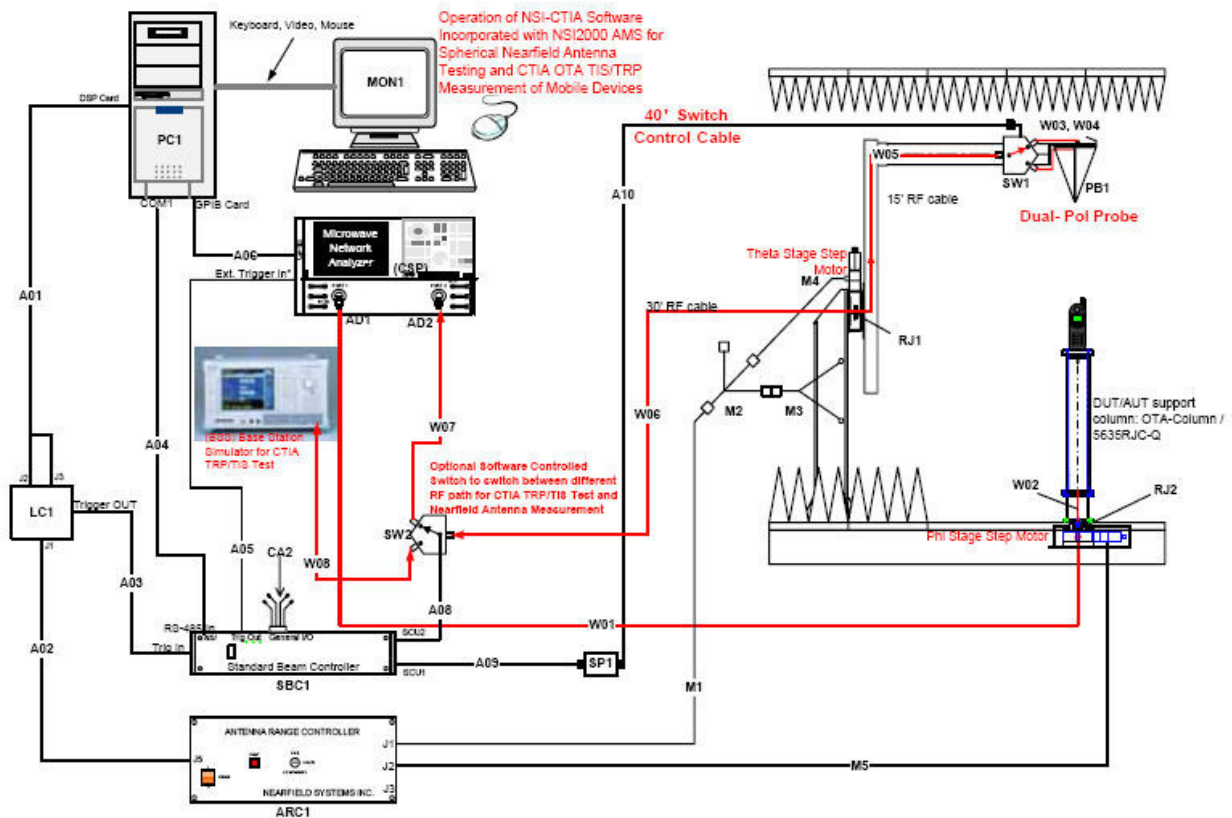 Operation of NSI-CTIA Software
Incorporated with NSI2000 AMS for
Spherical Nearfield Antenna
Testing and CTIA OTA TIS/TRP
Measurement of Mobile Devices
Keyboard, Video, Mouse
MON1
DSP Card
PC1
COM1
GPIB Card
40' Switch
Control Cable
W03, W04
W05
SW1
PB1
Dual- Pol Probe
A10
15' RF cable
Microwave
Network
Analyzer
(CSP)
A06
Ext. Trigger In*
AD1
AD2
Theta Stage Step
Motor
M4
30' RF cable
RJ1
A01
W06
M2
M3
DUT/AUT support
column: OTA-Column /
5635RJC-Q
(BSS) Base Station
Simulator for CTIA
TRP/TIS Test
A04
W07
Optional Software Controlled
Switch to switch between different
RF path for CTIA TRP/TIS Test and
Nearfield Antenna Measurement
W02
RJ2
J2
J3
LC1
Trigger OUT
J1
SW2
Phi Stage Step Motor
A05
CA2
W08
A03
A08
W01
RS-485 In
Trig Out
General I/O
SCU2
A02
Trig In
Standard Beam Controller
SCU1
A09
SP1
SBC1
M1
ANTENNA RANGE CONTROLLER
J1
J5
J2
M5
J3
NEARFIELD SYSTEMS INC.
ARC1